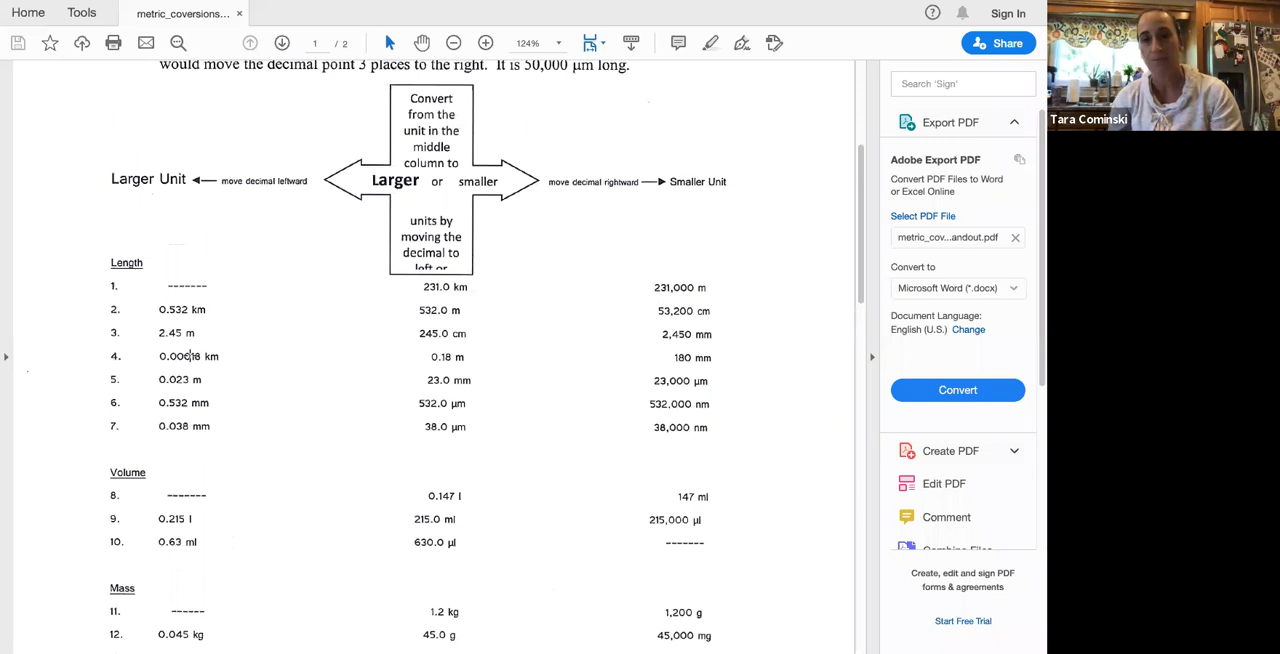 Home Tools metric_coversions... × Sign In
1 / 2 124% Share
would move the decimal point 3 places to the right. It is 50,000 µm long.
Convert
from the
unit in the
middle
column to
Larger Unit move decimal leftward Larger or smaller move decimal rightward Smaller Unit
units by
moving the
decimal to
left or
Length
1. ------- 231.0 km 231,000 m
2. 0.532 km 532.0 m 53,200 cm
3. 2.45 m 245.0 cm 2,450 mm
4. km 0.18 m 180 mm
5. 0.023 m 23.0 mm 23,000 µm
6. 0.532 mm 532.0 µm 532,000 nm
7. 0.038 mm 38.0 µm 38,000 nm
Volume
8. ------- 0.147 l 147 ml
9. 0.215 l 215.0 ml 215,000 µl
10. 0.63 ml 630.0 µl -------
Mass
11. ------ 1.2 kg 1,200 g
12. 0.045 kg 45.0 g 45,000 mg
Search 'Sign'
Export PDF
Adobe Export PDF
Convert PDF Files to Word
or Excel Online
Select PDF File
metric_cov...andout.pdf
Convert to
Microsoft Word (*.docx)
Document Language:
English (U.S.) Change
Convert
Create PDF
Edit PDF
Comment
Combine Files
Create, edit and sign PDF
forms & agreements
Start Free Trial
Tara Cominski